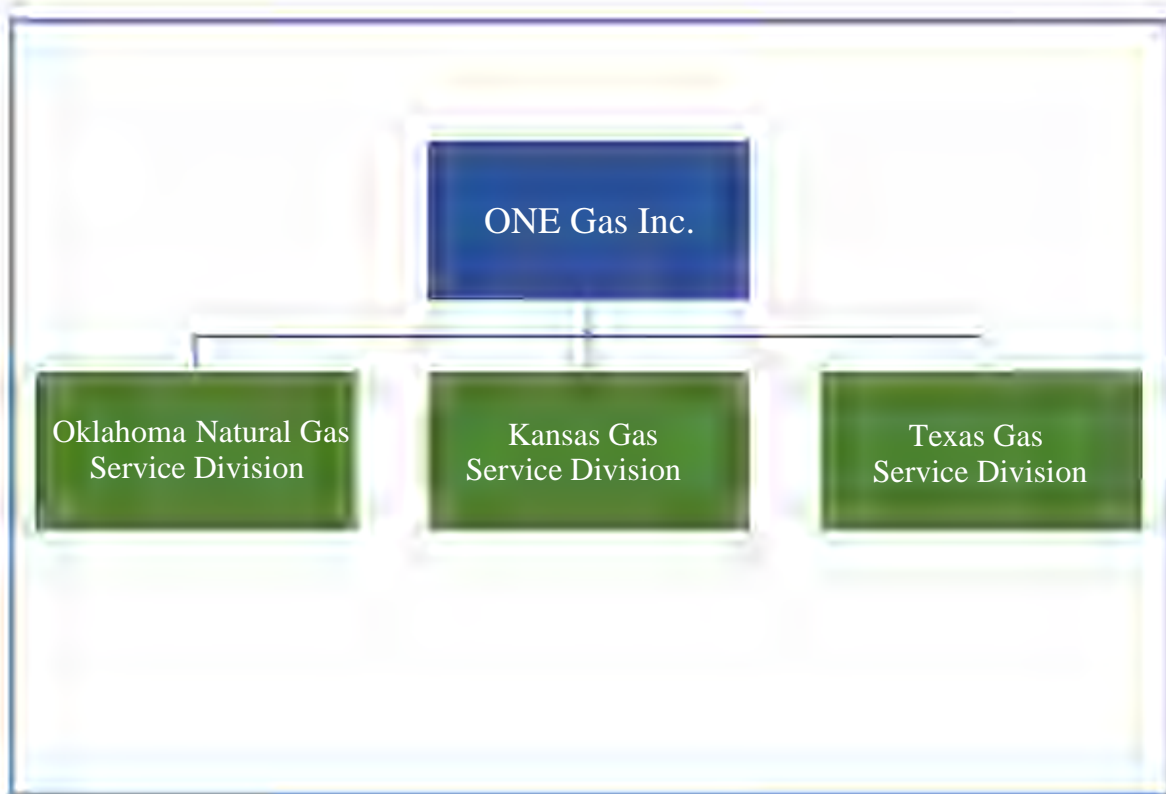 ONE Gas Inc.
Oklahoma Natural Gas
Service Division
Kansas Gas
Service Division
Texas Gas
Service Division